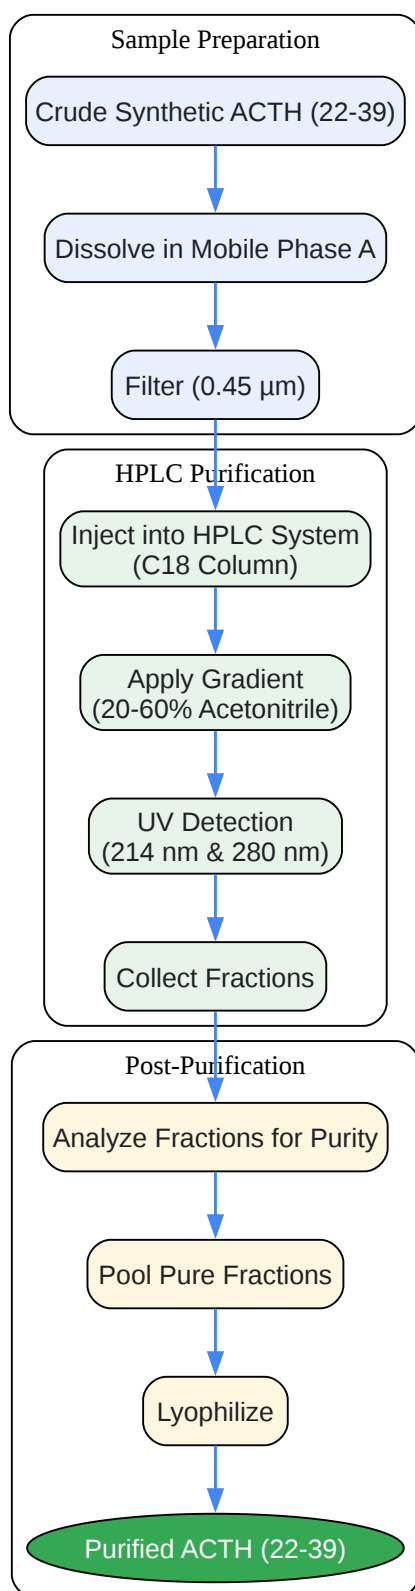 Sample Preparation
Crude Synthetic ACTH (22-39)
Dissolve in Mobile Phase A
Filter (0.45 µm)
HPLC Purification
Inject into HPLC System
(C18 Column)
Apply Gradient
(20-60% Acetonitrile)
UV Detection
(214 nm & 280 nm)
Collect Fractions
Post-Purification
Analyze Fractions for Purity
Pool Pure Fractions
Lyophilize
Purified ACTH (22-39)